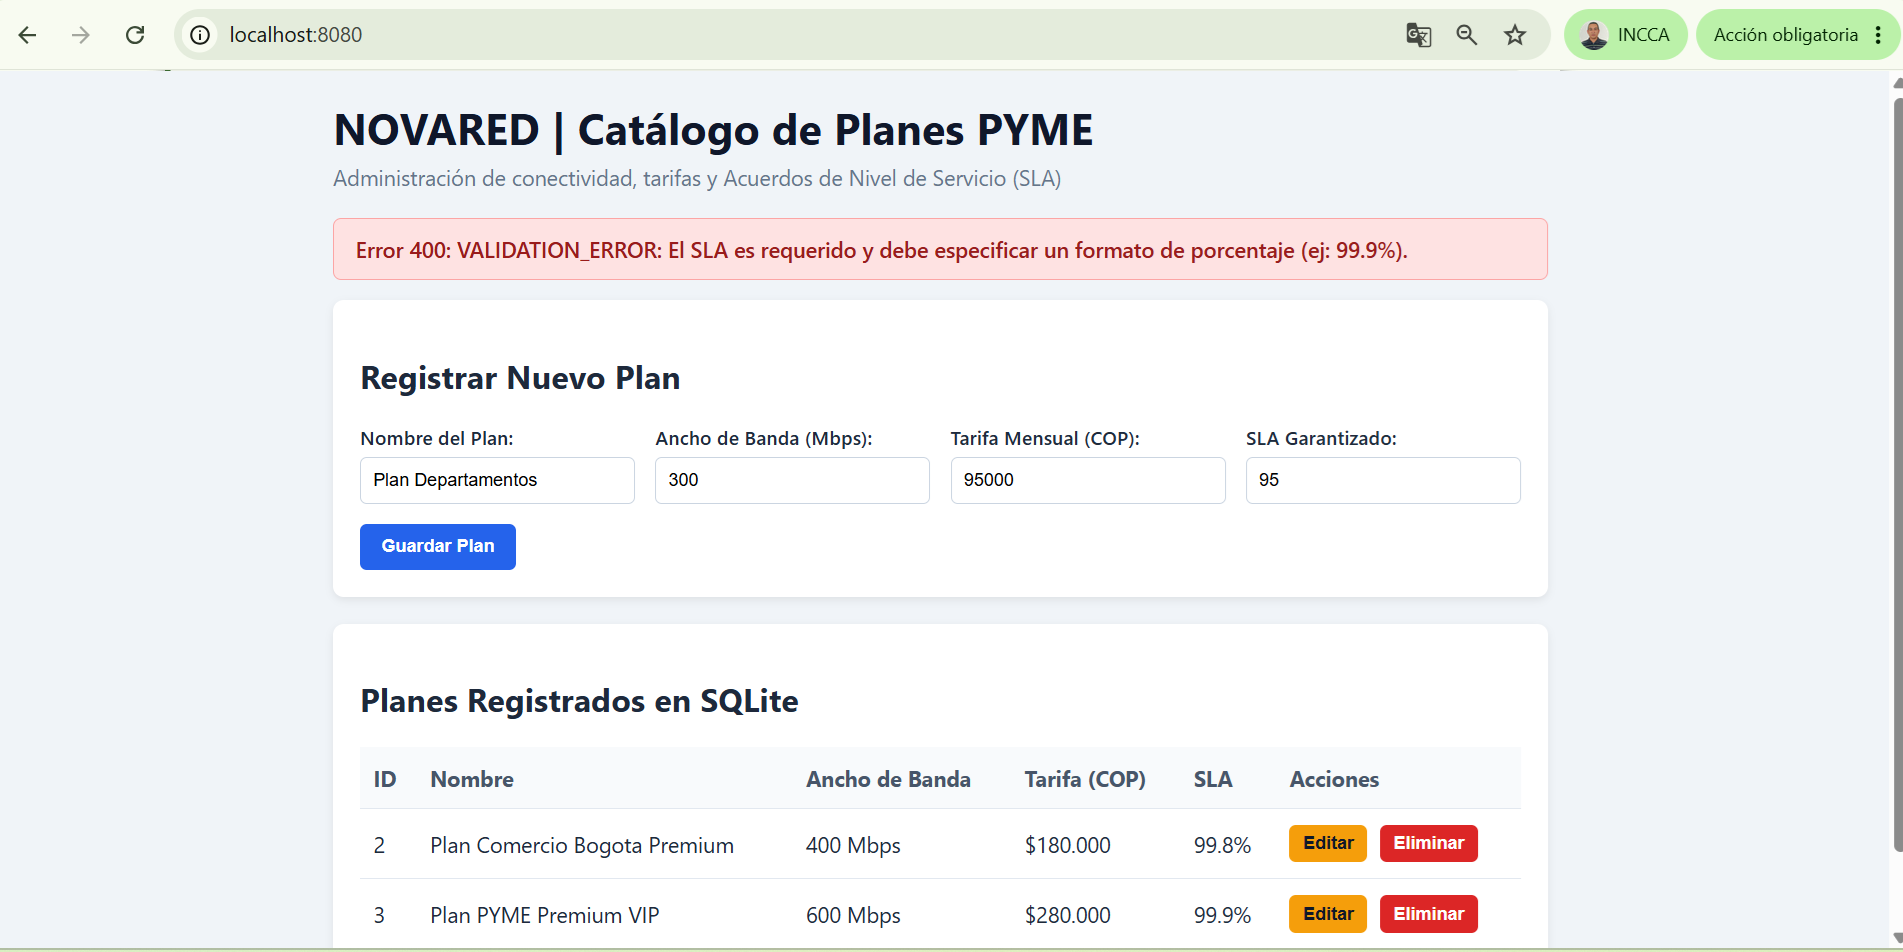 localhost:8080
INCCA
Acción obligatoria
NOVARED | Catálogo de Planes PYME
Administración de conectividad, tarifas y Acuerdos de Nivel de Servicio (SLA)
Error 400: VALIDATION_ERROR: El SLA es requerido y debe especificar un formato de porcentaje (ej: 99.9%).
Registrar Nuevo Plan
Nombre del Plan: Ancho de Banda (Mbps): Tarifa Mensual (COP): SLA Garantizado:
Plan Departamentos 300 95000 95
Guardar Plan
Planes Registrados en SQLite
ID Nombre Ancho de Banda Tarifa (COP) SLA Acciones
2 Plan Comercio Bogota Premium 400 Mbps $180.000 99.8% Editar Eliminar
3 Plan PYME Premium VIP 600 Mbps $280.000 99.9% Editar Eliminar